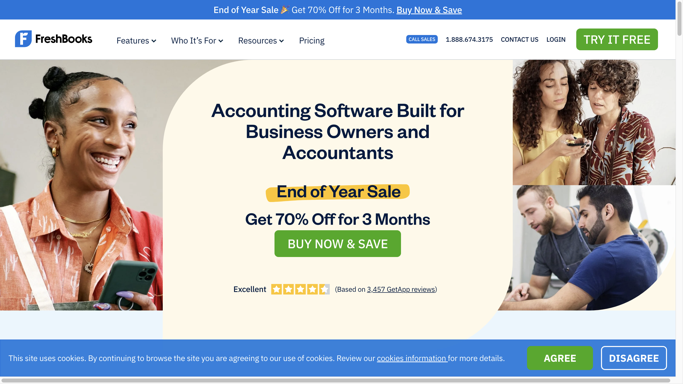 End of Year Sale 🎉 Get 70% Off for 3 Months. Buy Now & Save
FreshBooks
Features
Who It's For
Resources
Pricing
CALL SALES
1.888.674.3175
CONTACT US
LOGIN
TRY IT FREE
Accounting Software Built for
Business Owners and
Accountants
End of Year Sale
Get 70% Off for 3 Months
BUY NOW & SAVE
Excellent
(Based on 3,457 GetApp reviews)
This site uses cookies. By continuing to browse the site you are agreeing to our use of cookies. Review our cookies information for more details.
AGREE
DISAGREE